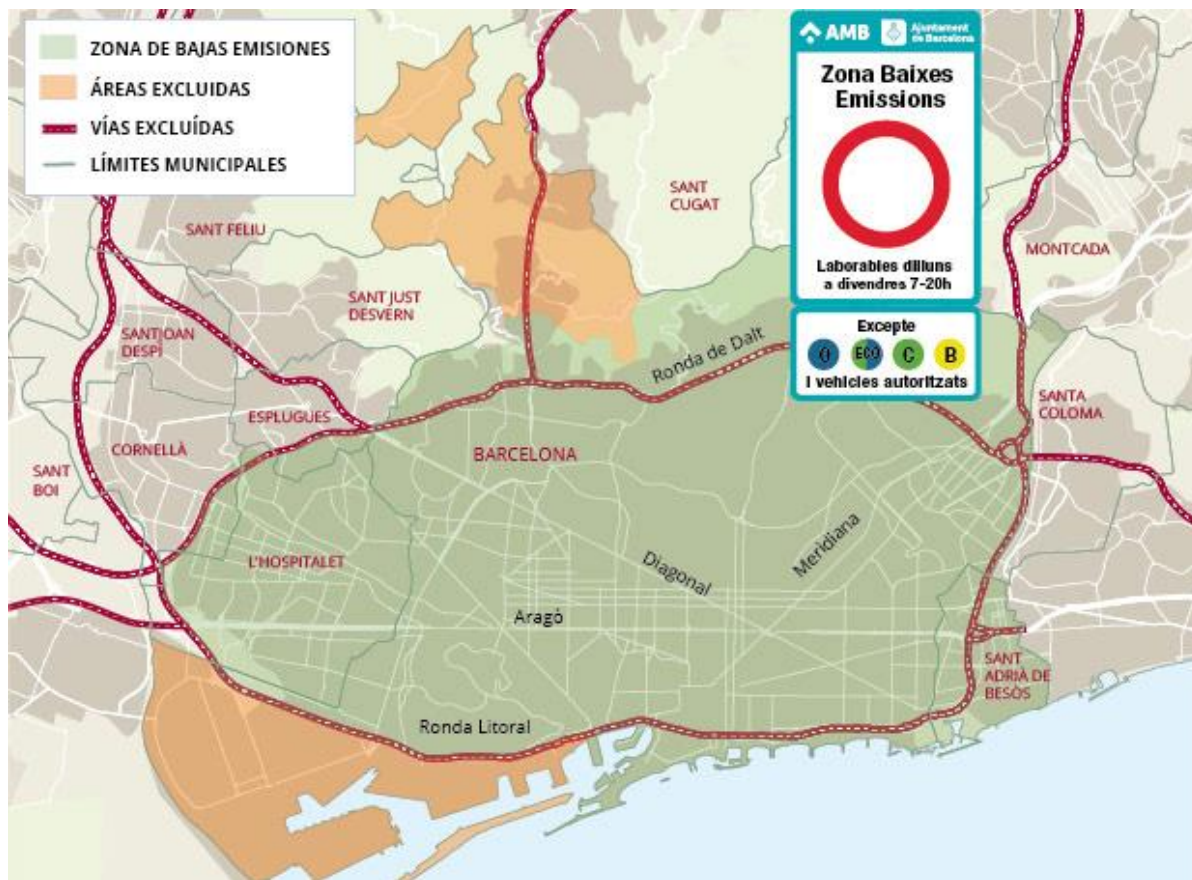 ZONA DE BAJAS EMISIONES
ÁREAS EXCLUIDAS
VÍAS EXCLUÍDAS
LÍMITES MUNICIPALES
AMB
Ajuntament
de Barcelona
Zona Baixes
Emissions
Laborables dilluns
a divendres 7-20h
Excepte
0 ECO C B
I vehicles autoritzats
SANT FELIU
SANT
CUGAT
MONTCADA
SANT JUST
DESVERN
SANT JOAN
DESPÍ
Ronda de Dalt
ESPLUGUES
SANTA
COLOMA
CORNELLÀ
BARCELONA
SANT
BOI
L'HOSPITALET
Diagonal
Meridiana
Aragó
SANT
ADRIÀ DE
BESÒS
Ronda Litoral